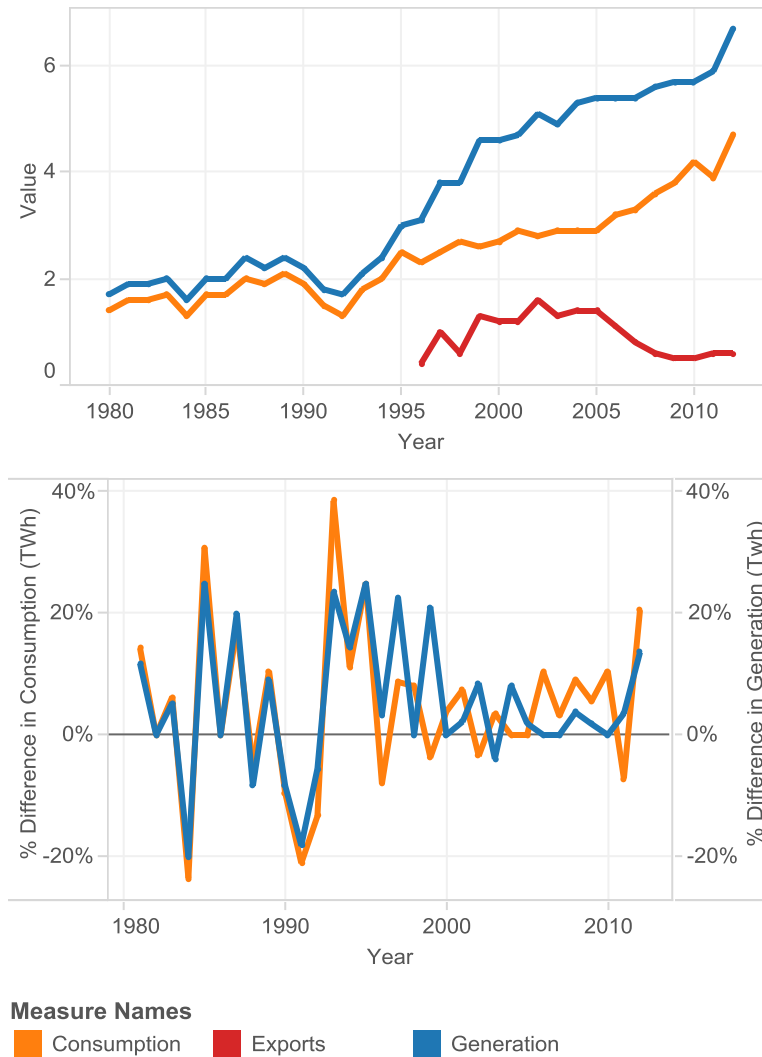 6
4
2
0
Value
1980 1985 1990 1995 2000 2005 2010
Year
40% 40%
20% 20%
0% 0%
-20% -20%
% Difference in Consumption (TWh)
% Difference in Generation (Twh)
1980 1990 2000 2010
Year
Measure Names
Consumption Exports Generation